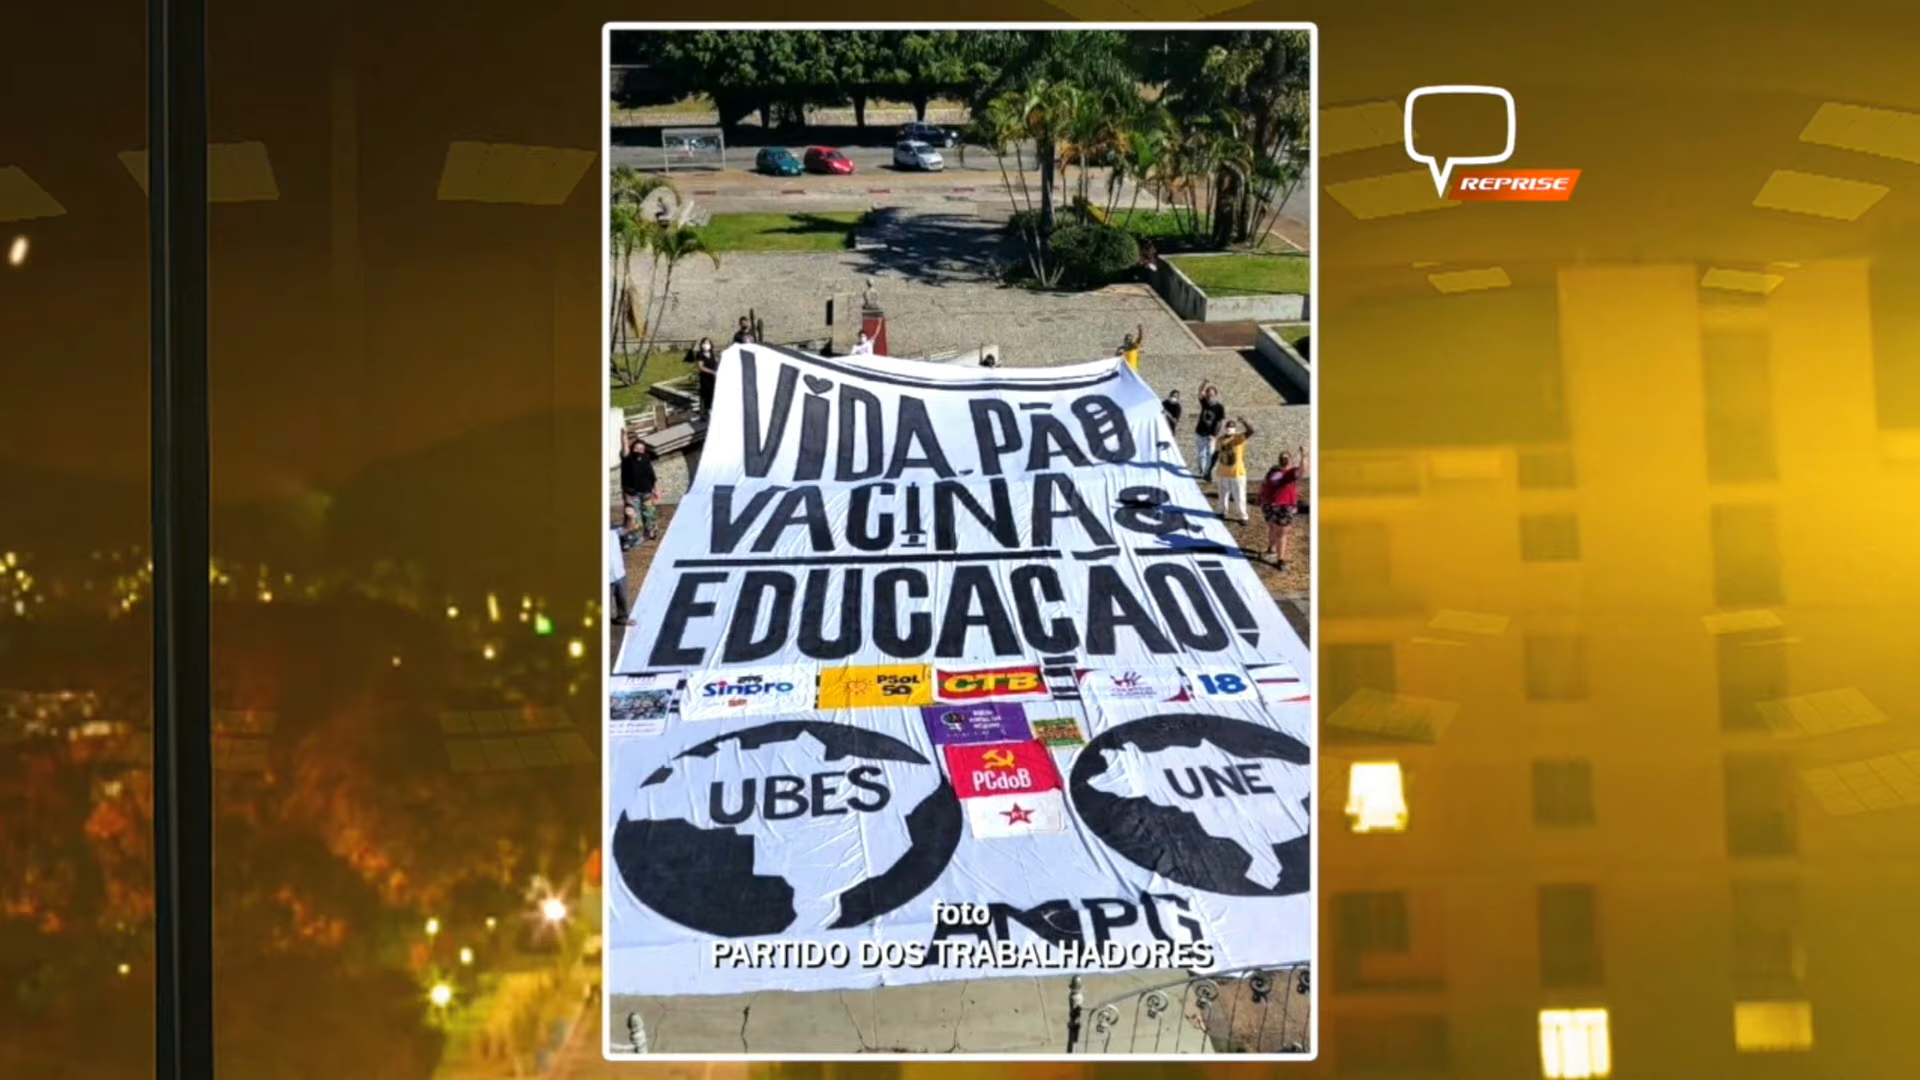 REPRISE
VIDA, PÃO,
VACINA &
EDUCAÇÃO!
Sinpro
PSOL
50
CTB
18
PCdoB
UBES
UNE
ANPG
foto
PARTIDO DOS TRABALHADORES